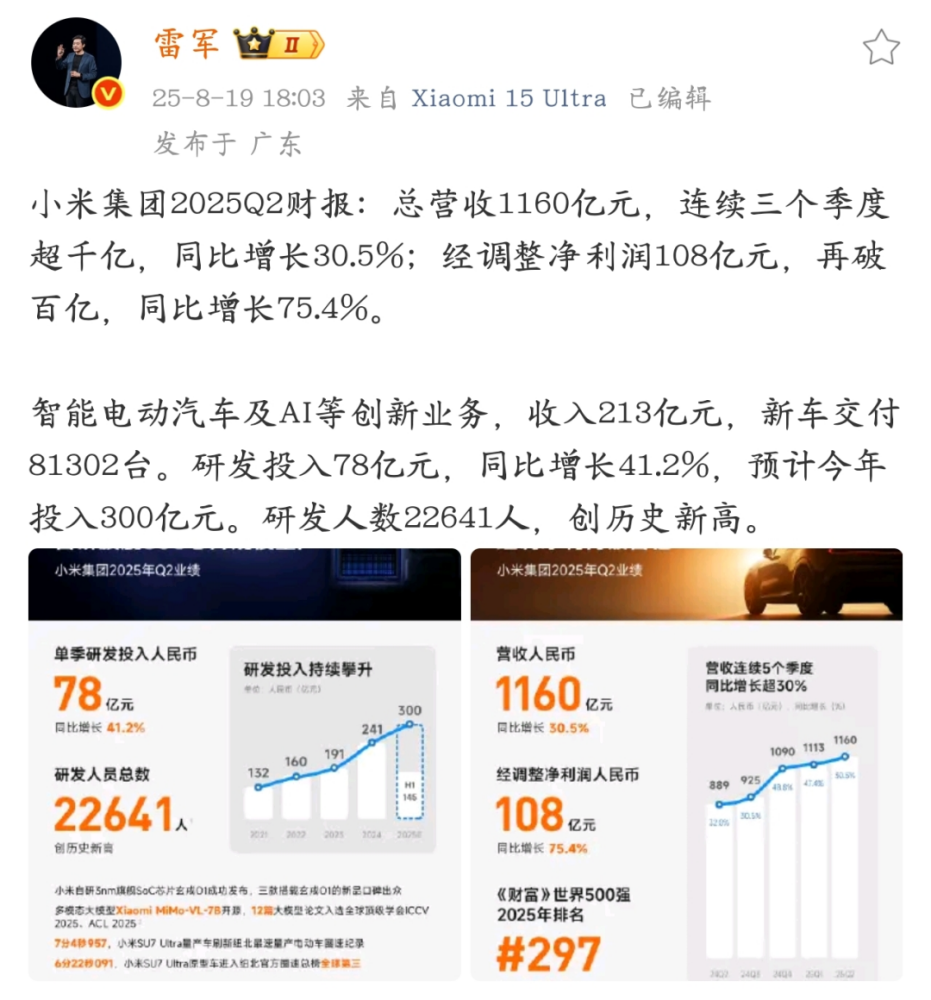 雷军
II
25-8-19 18:03 来自 Xiaomi 15 Ultra 已编辑
发布于 广东
小米集团2025Q2财报：总营收1160亿元，连续三个季度
超千亿，同比增长30.5%；经调整净利润108亿元，再破
百亿，同比增长75.4%。
智能电动汽车及AI等创新业务，收入213亿元，新车交付
81302台。研发投入78亿元，同比增长41.2%，预计今年
投入300亿元。研发人数22641人，创历史新高。
小米集团2025年Q2业绩
单季研发投入人民币
78亿元
同比增长 41.2%
研发人员总数
22641人
创历史新高
研发投入持续攀升
单位：人民币（亿元）
132
160
191
241
300
H1
145
2021
2022
2023
2024
2025E
小米自研3nm旗舰SoC芯片玄戒O1成功发布，三款搭载玄戒O1的新品口碑出众
多模态大模型Xiaomi MiMo-VL-7B开源，12篇大模型论文入选全球顶级学会ICCV
2025、ACL 2025
7分4秒957，小米SU7 Ultra量产车刷新纽北最速量产电动车圈速纪录
6分22秒091，小米SU7 Ultra原型车进入纽北官方圈速总榜全球第三
小米集团2025年Q2业绩
营收人民币
1160亿元
同比增长 30.5%
经调整净利润人民币
108亿元
同比增长 75.4%
《财富》世界500强
2025年排名
#297
营收连续5个季度
同比增长超30%
单位：人民币（亿元），同比增长（%）
889
925
1090
1113
1160
32.0%
30.5%
48.8%
47.4%
30.5%
24Q2
24Q3
24Q4
25Q1
25Q2